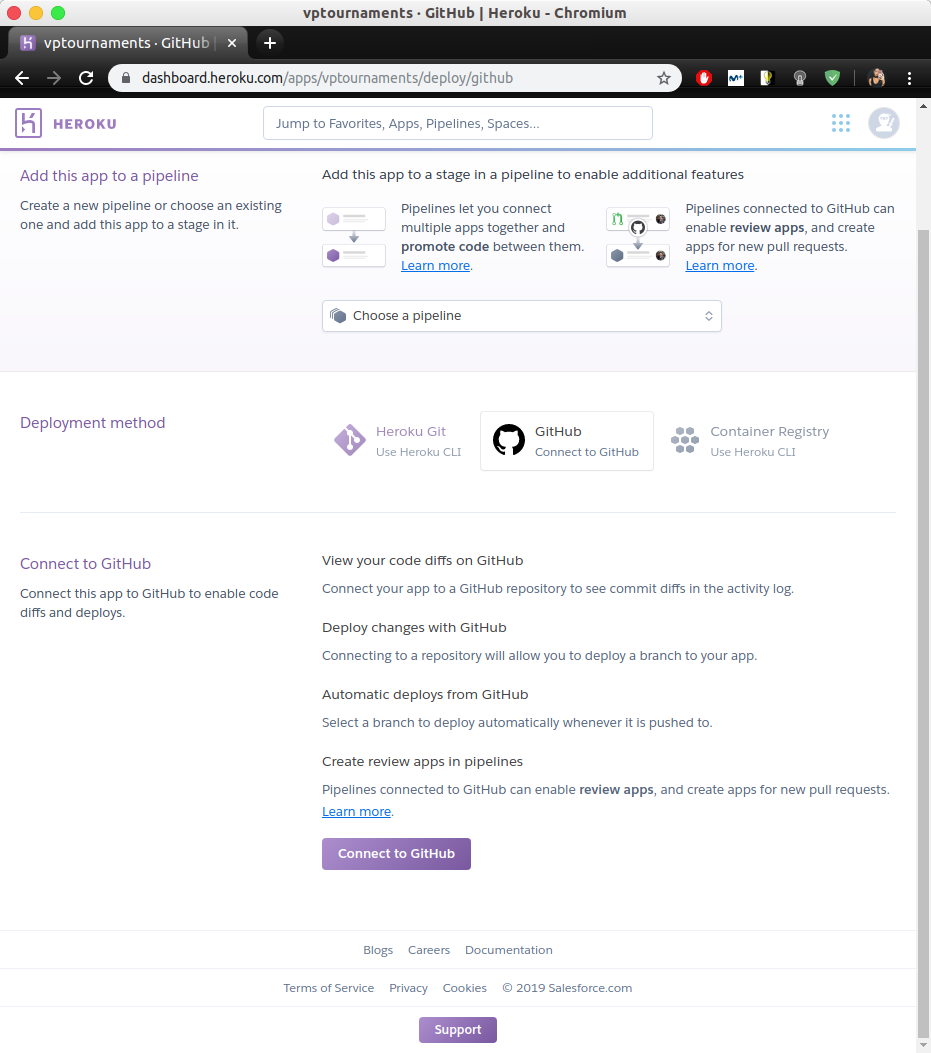 vptournaments · GitHub | Heroku - Chromium
vptournaments · GitHub |
dashboard.heroku.com/apps/vptournaments/deploy/github
HEROKU
Jump to Favorites, Apps, Pipelines, Spaces...
Add this app to a pipeline
Create a new pipeline or choose an existing
one and add this app to a stage in it.
Add this app to a stage in a pipeline to enable additional features
Pipelines let you connect
multiple apps together and
promote code between them.
Learn more.
Pipelines connected to GitHub can
enable review apps, and create
apps for new pull requests.
Learn more.
Choose a pipeline
Deployment method
Heroku Git
Use Heroku CLI
GitHub
Connect to GitHub
Container Registry
Use Heroku CLI
Connect to GitHub
Connect this app to GitHub to enable code
diffs and deploys.
View your code diffs on GitHub
Connect your app to a GitHub repository to see commit diffs in the activity log.
Deploy changes with GitHub
Connecting to a repository will allow you to deploy a branch to your app.
Automatic deploys from GitHub
Select a branch to deploy automatically whenever it is pushed to.
Create review apps in pipelines
Pipelines connected to GitHub can enable review apps, and create apps for new pull requests.
Learn more.
Connect to GitHub
Blogs Careers Documentation
Terms of Service Privacy Cookies © 2019 Salesforce.com
Support